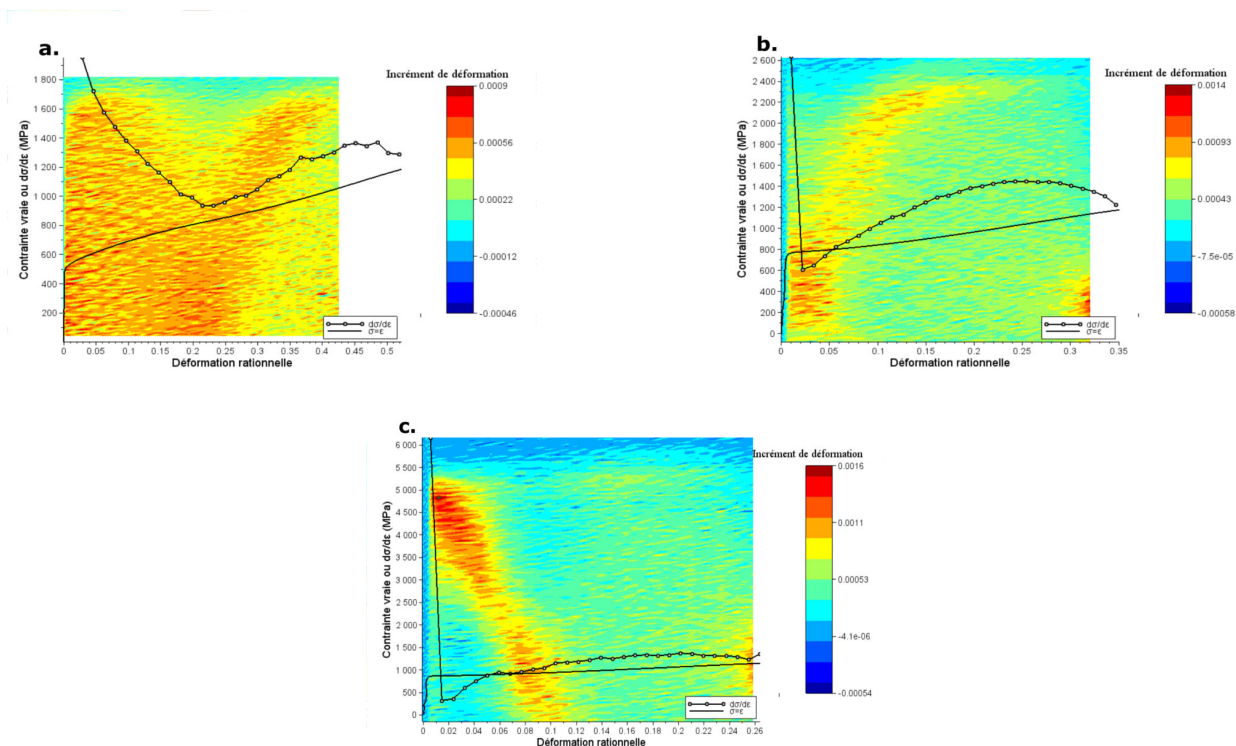 a.
Incrément de déformation
1 800
1 600
1 400
1 200
1 000
800
600
400
200
Contrainte vraie ou dσ/dε (MPa)
0 0.05 0.1 0.15 0.2 0.25 0.3 0.35 0.4 0.45 0.5
Déformation rationnelle
dσ/dε
σ=ε
0.0009
0.00056
0.00022
-0.00012
-0.00046
b.
Incrément de déformation
2 600
2 400
2 200
2 000
1 800
1 600
1 400
1 200
1 000
800
600
400
200
0
Contrainte vraie ou dσ/dε (MPa)
0 0.05 0.1 0.15 0.2 0.25 0.3 0.35
Déformation rationnelle
dσ/dε
σ=ε
0.0014
0.00093
0.00043
-7.5e-05
-0.00058
c.
Incrément de déformation
6 000
5 500
5 000
4 500
4 000
3 500
3 000
2 500
2 000
1 500
1 000
500
0
Contrainte vraie ou dσ/dε (MPa)
0 0.02 0.04 0.06 0.08 0.1 0.12 0.14 0.16 0.18 0.2 0.22 0.24 0.26
Déformation rationnelle
dσ/dε
σ=ε
0.0016
0.0011
0.00053
-4.1e-06
-0.00054